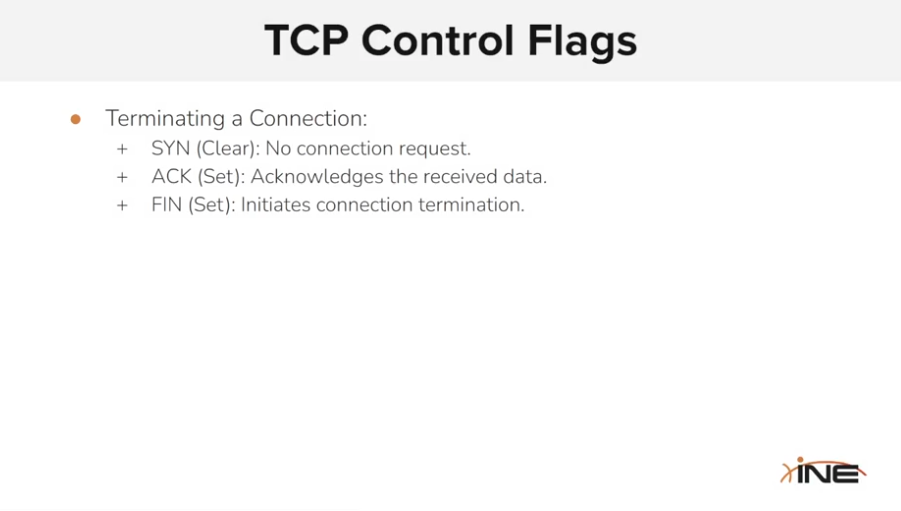 TCP Control Flags
● Terminating a Connection:
+ SYN (Clear): No connection request.
+ ACK (Set): Acknowledges the received data.
+ FIN (Set): Initiates connection termination.
INE